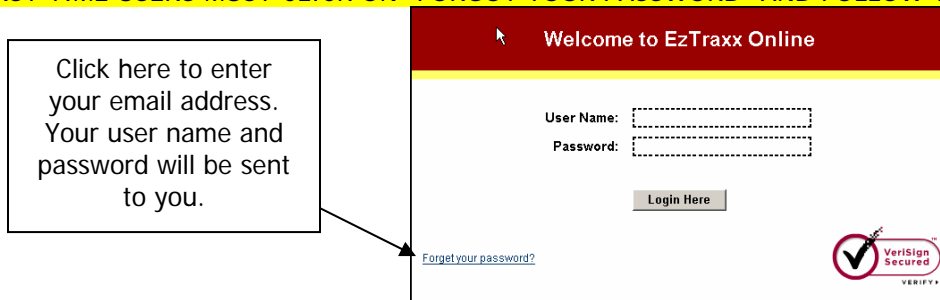 Welcome to EzTraxx Online
Click here to enter
your email address.
Your user name and
password will be sent
to you.
User Name:
Password:
Login Here
Forget your password?
VeriSign
Secured
VERIFY